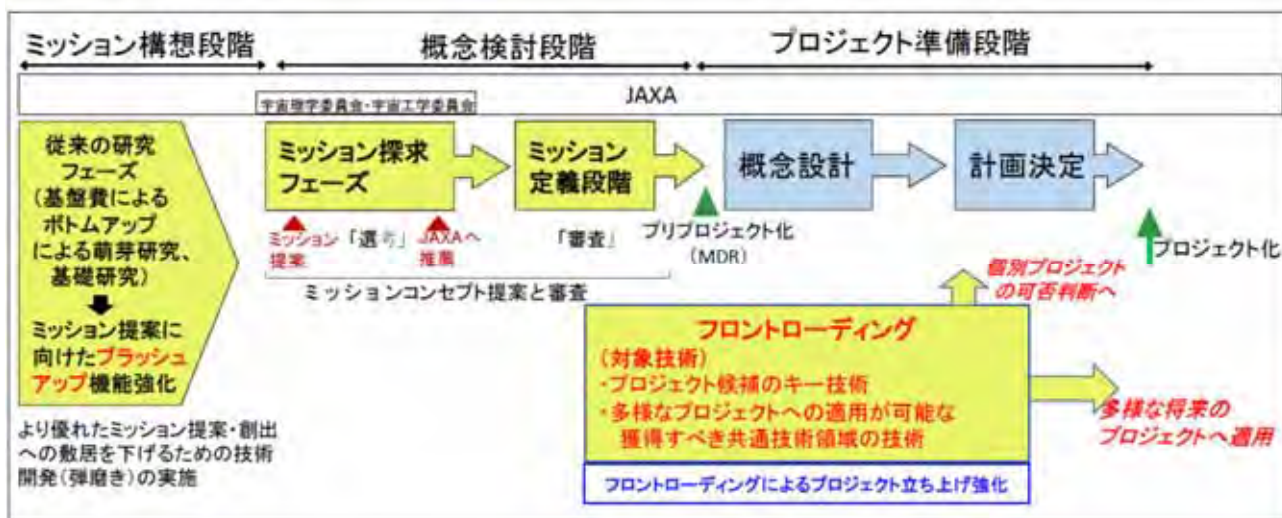 ミッション構想段階
概念検討段階
プロジェクト準備段階
JAXA
宇宙理学委員会・宇宙工学委員会
従来の研究
フェーズ
(基盤費による
ボトムアップ
による萌芽研究、
基礎研究)
ミッション提案に
向けたブラッシュ
アップ機能強化
より優れたミッション提案・創出
への敷居を下げるための技術
開発(弾磨き)の実施
ミッション探求
フェーズ
ミッション
定義段階
概念設計
計画決定
ミッション
提案
「選考」
JAXAへ
推薦
「審査」
ミッションコンセプト提案と審査
プリプロジェクト化
(MDR)
プロジェクト化
個別プロジェクト
の可否判断へ
フロントローディング
(対象技術)
・プロジェクト候補のキー技術
・多様なプロジェクトへの適用が可能な
獲得すべき共通技術領域の技術
フロントローディングによるプロジェクト立ち上げ強化
多様な将来の
プロジェクトへ適用